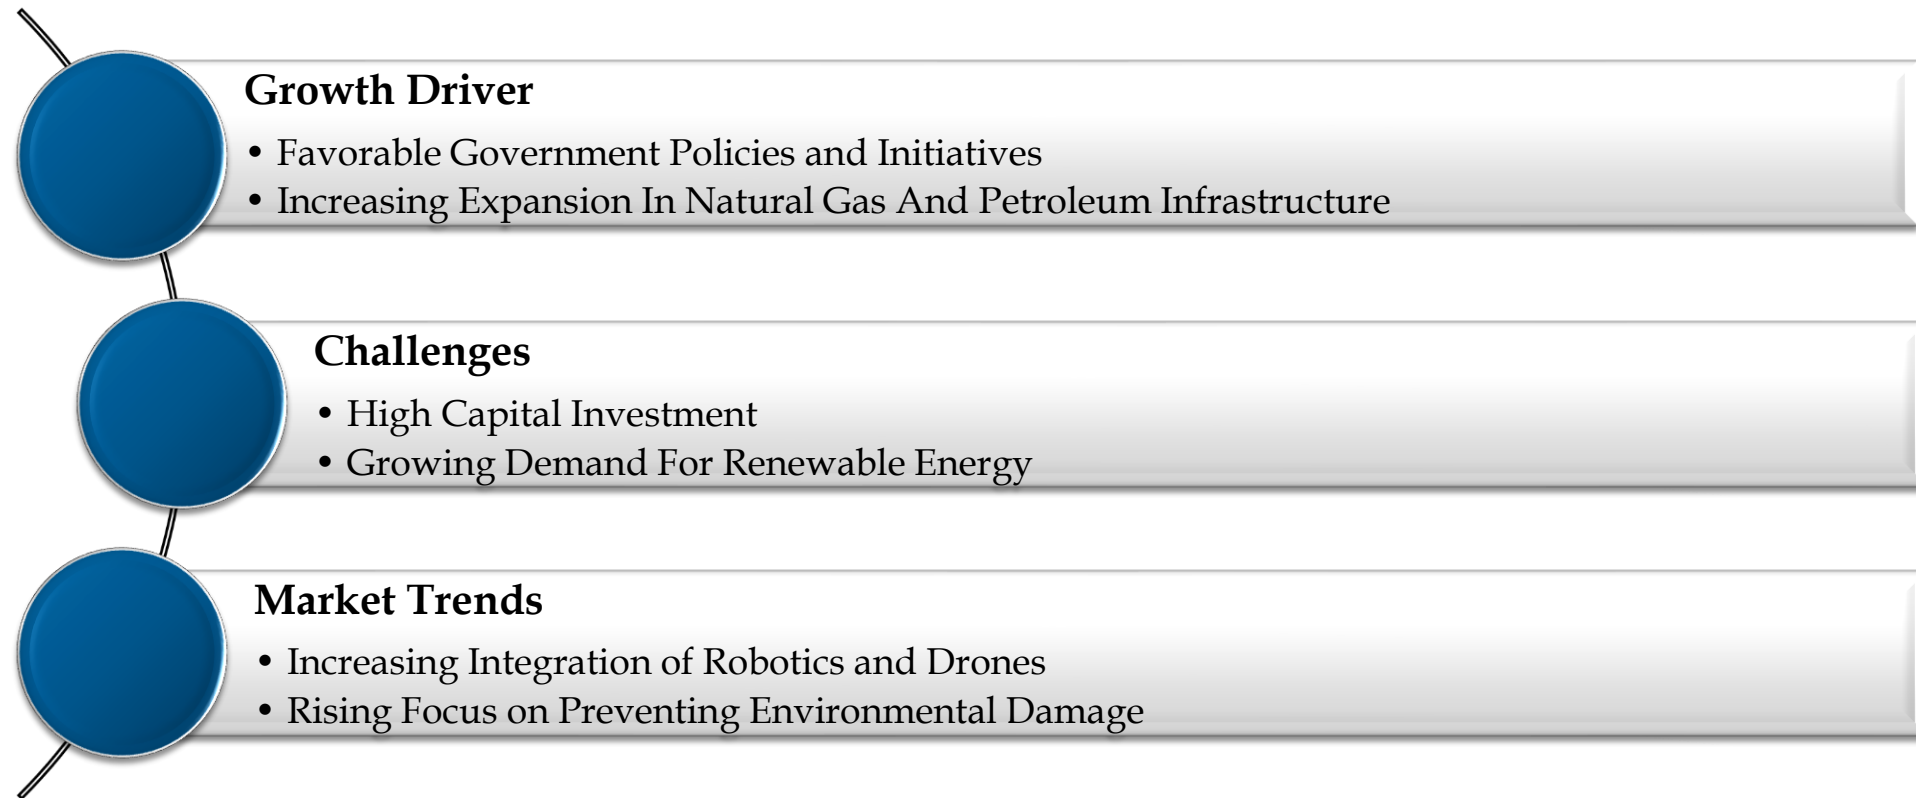 Growth Driver
• Favorable Government Policies and Initiatives
• Increasing Expansion In Natural Gas And Petroleum Infrastructure
Challenges
• High Capital Investment
• Growing Demand For Renewable Energy
Market Trends
• Increasing Integration of Robotics and Drones
• Rising Focus on Preventing Environmental Damage